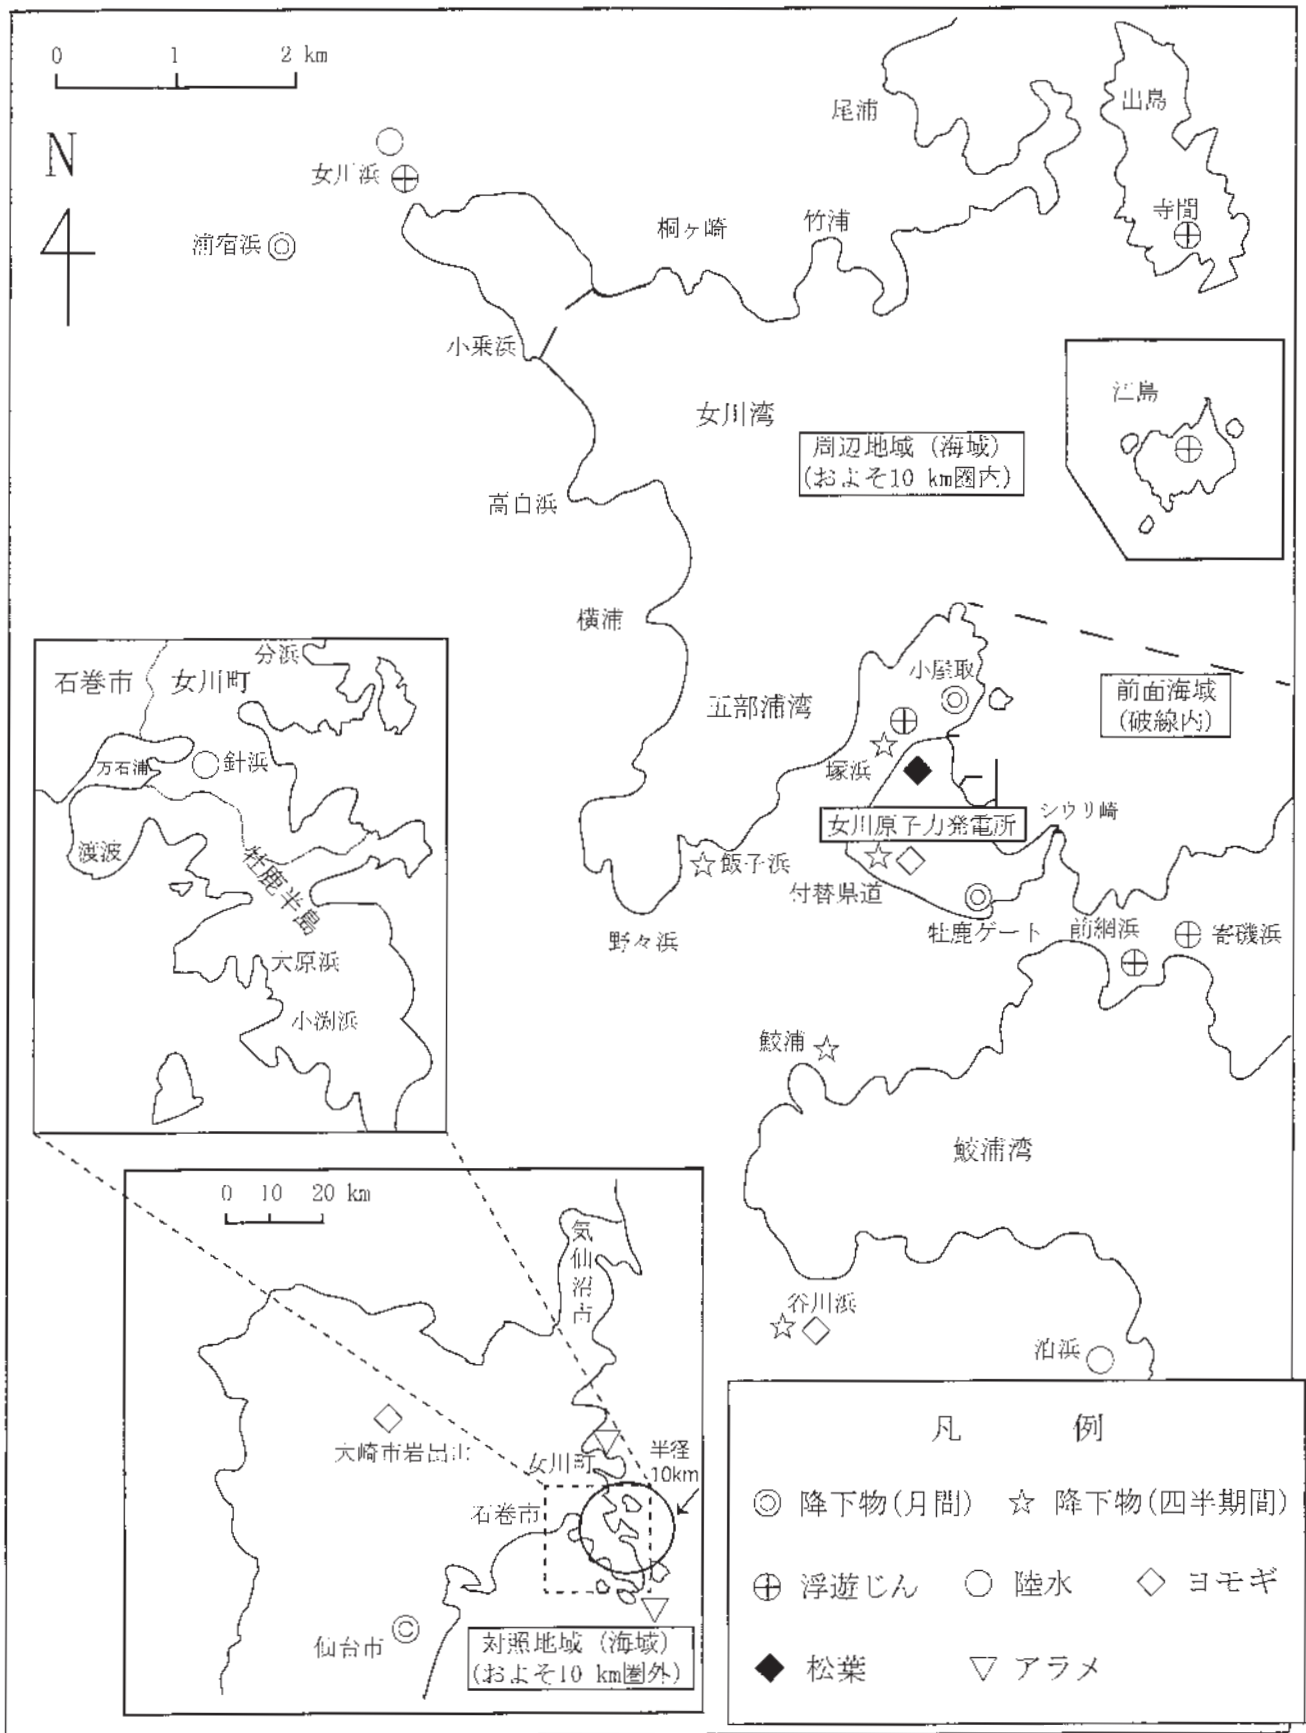 0 1 2 km
N
尾浦
出島
女川浜
寺間
浦宿浜
桐ヶ崎
竹浦
小乗浜
江島
女川湾
周辺地域（海域）
(およそ10 km圏内)
高白浜
横浦
分浜
石巻市
女川町
小屋取
前面海域
(破線内)
五部浦湾
万石浦
針浜
塚浜
女川原子力発電所
シウリ崎
渡波
牡鹿半島
飯子浜
付替県道
野々浜
牡鹿ゲート
前網浜
寄磯浜
大原浜
小渕浜
鮫浦
鮫浦湾
0 10 20 km
気仙沼市
谷川浜
泊浜
大崎市岩出山
女川町
半径
10km
石巻市
仙台市
対照地域（海域）
(およそ10 km圏外)
凡 例
◎ 降下物(月間) ☆ 降下物(四半期間)
⊕ 浮遊じん ○ 陸水 ◇ ヨモギ
◆ 松葉 ▽ アラメ